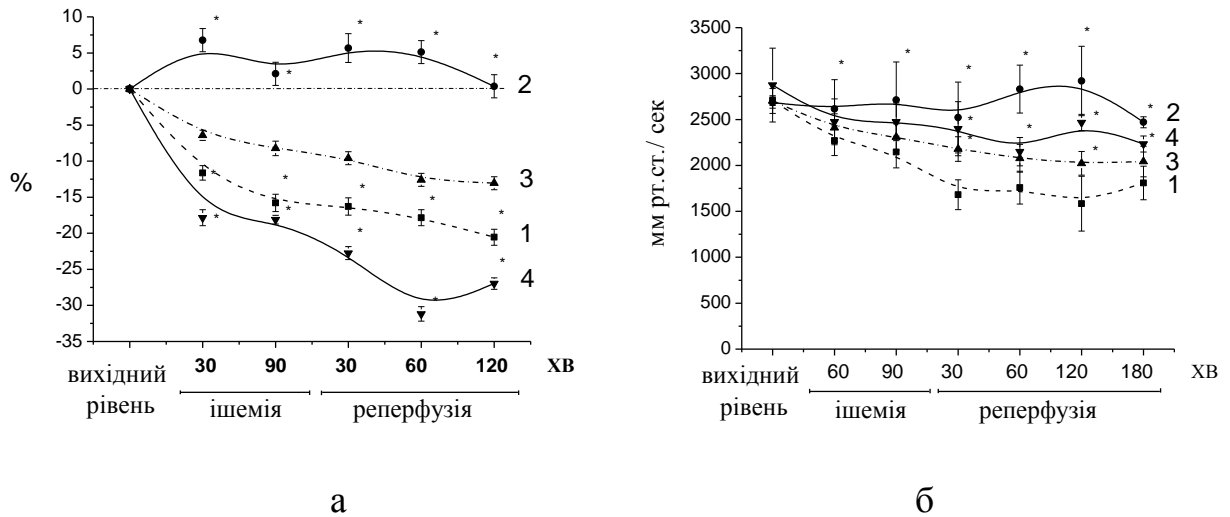 10
5
0
-5
-10
-15
-20
-25
-30
-35
%
* * * * * *
2
3
* * * * *
1
* * * * *
4
30 90 30 60 120 ХВ
вихідний
рівень
ішемія
реперфузія
а
3500
3000
2500
2000
1500
1000
500
0
мм рт.ст./ сек
* * * * * *
2
* * * * *
4
3
1
60 90 30 60 120 180 ХВ
вихідний
рівень
ішемія
реперфузія
б